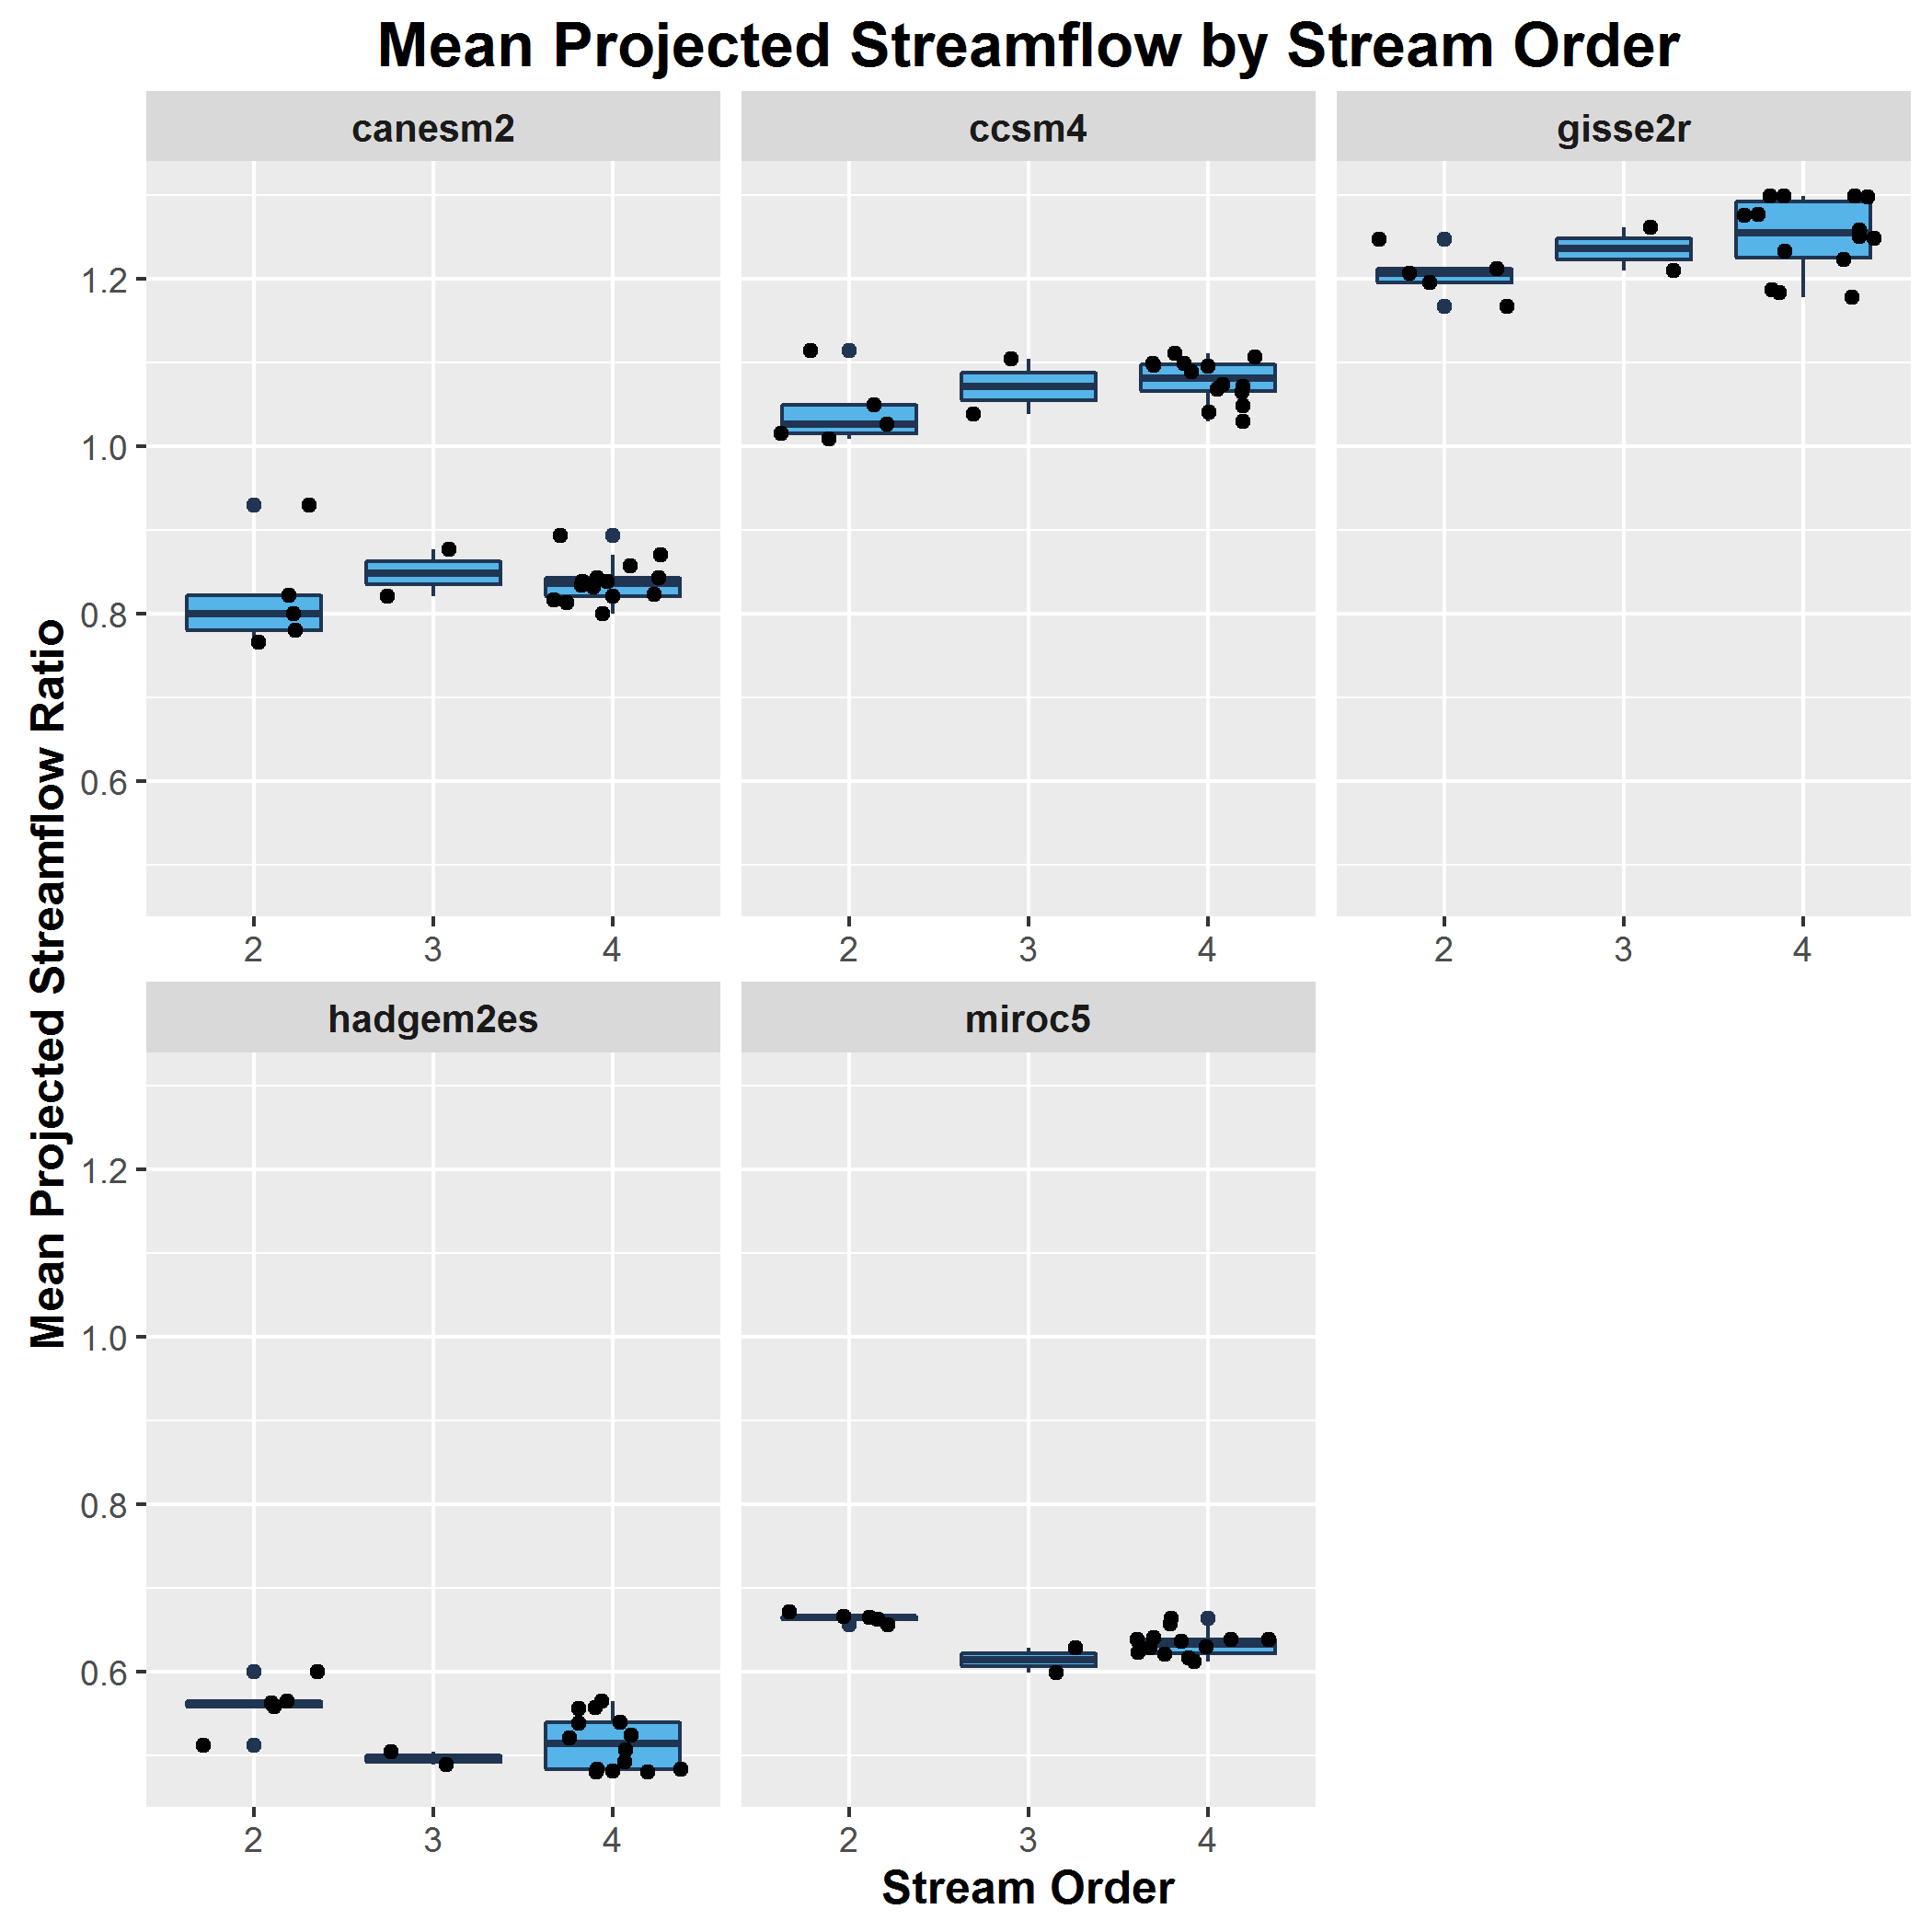 Mean Projected Streamflow by Stream Order
canesm2
ccsm4
gisse2r
1.2
1.0
0.8
0.6
2 3 4
2 3 4
2 3 4
Mean Projected Streamflow Ratio
hadgem2es
miroc5
1.2
1.0
0.8
0.6
2 3 4
2 3 4
Stream Order